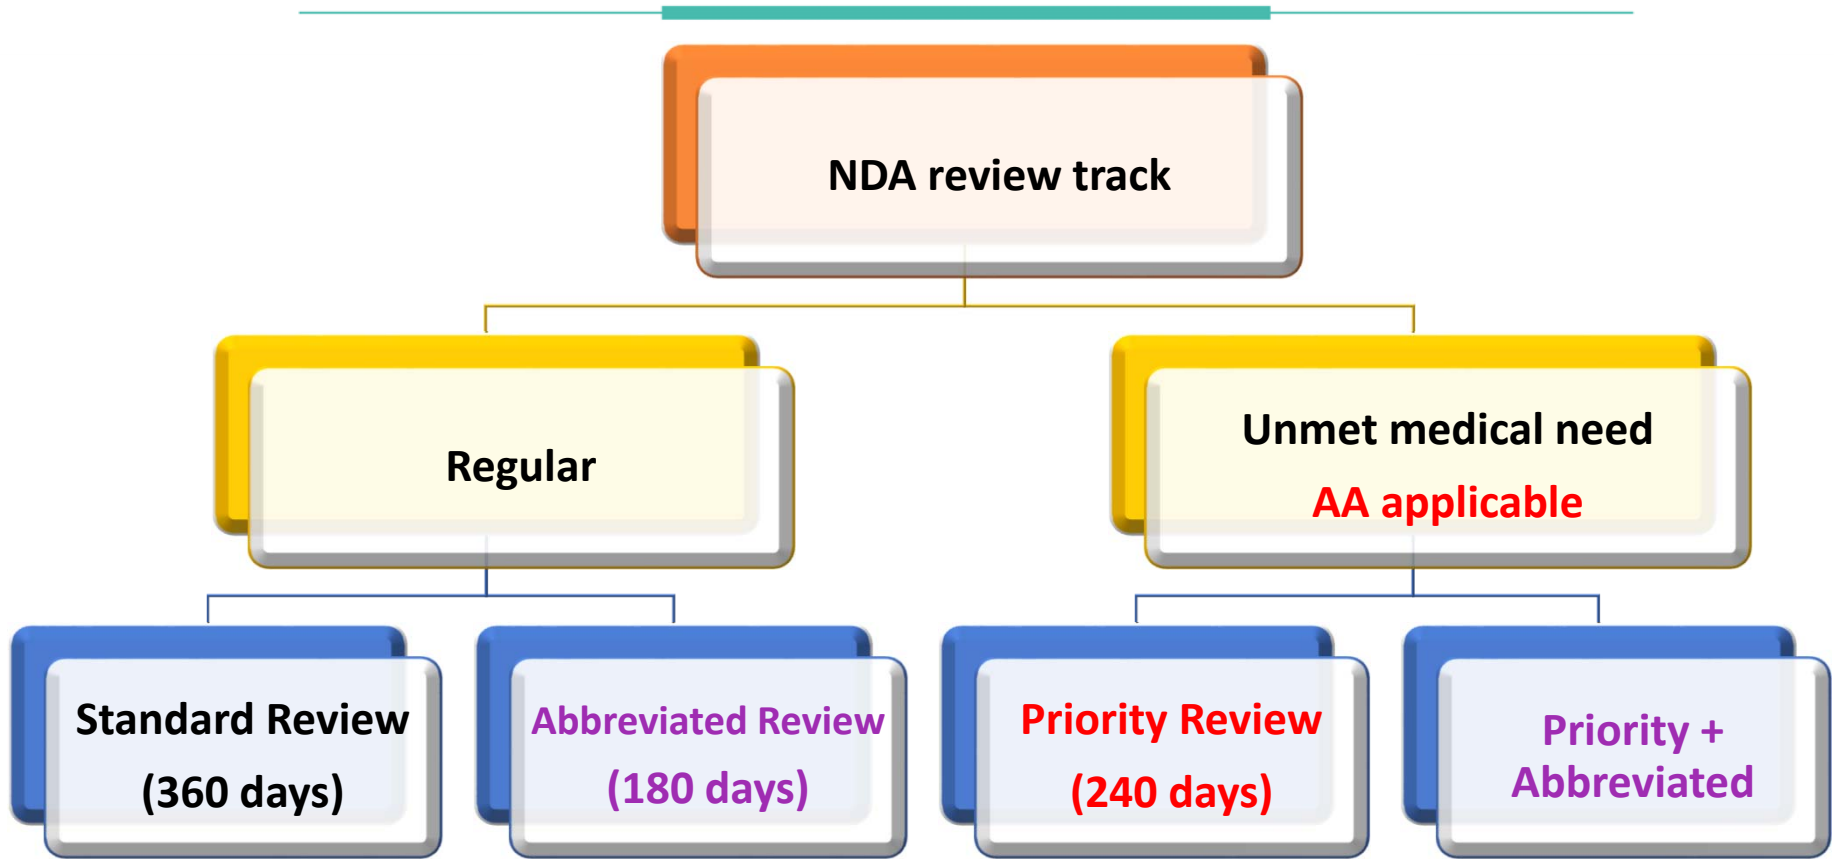 NDA review track
Regular
Unmet medical need
AA applicable
Standard Review
(360 days)
Abbreviated Review
(180 days)
Priority Review
(240 days)
Priority +
Abbreviated